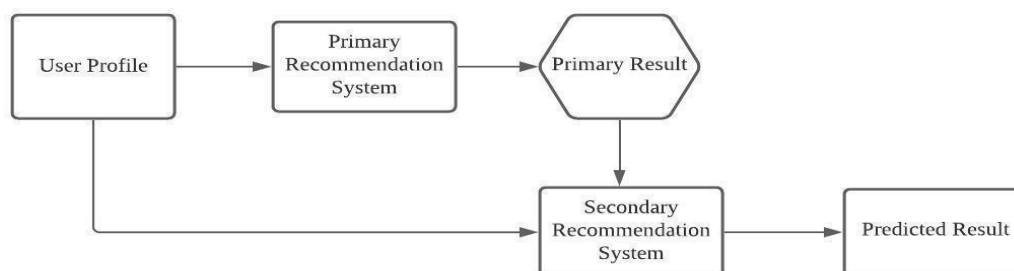 User Profile
Primary
Recommendation
System
Primary Result
Secondary
Recommendation
System
Predicted Result